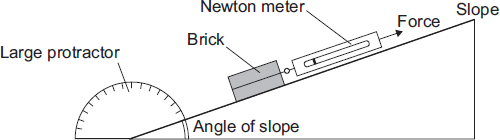 Newton meter
Slope
Force
Brick
Large protractor
Angle of slope